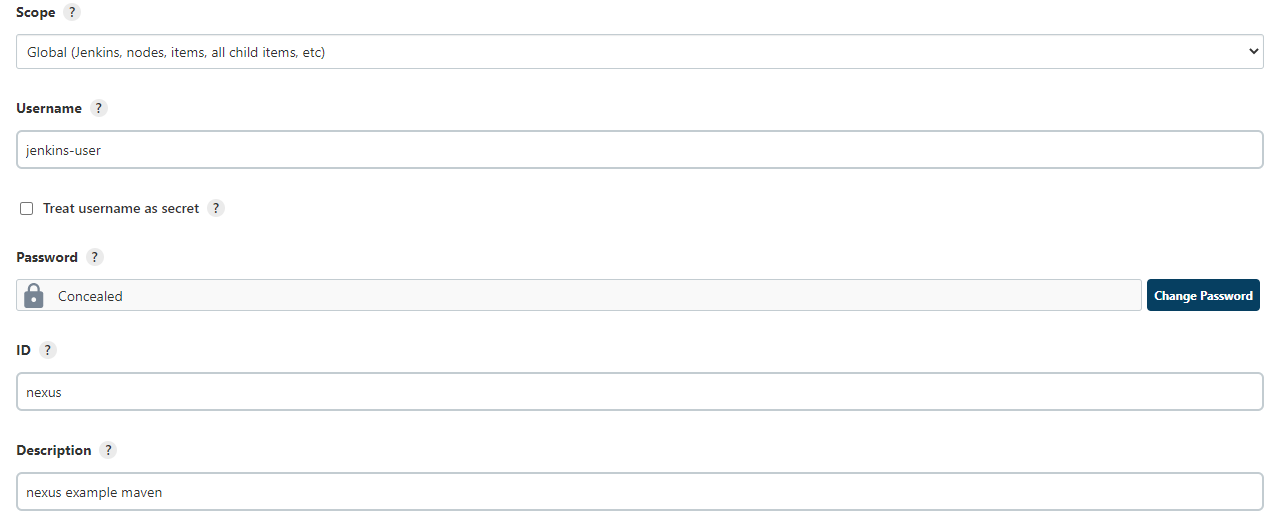 Scope ?
Global (Jenkins, nodes, items, all child items, etc)
Username ?
jenkins-user
Treat username as secret ?
Password ?
Concealed
Change Password
ID ?
nexus
Description ?
nexus example maven